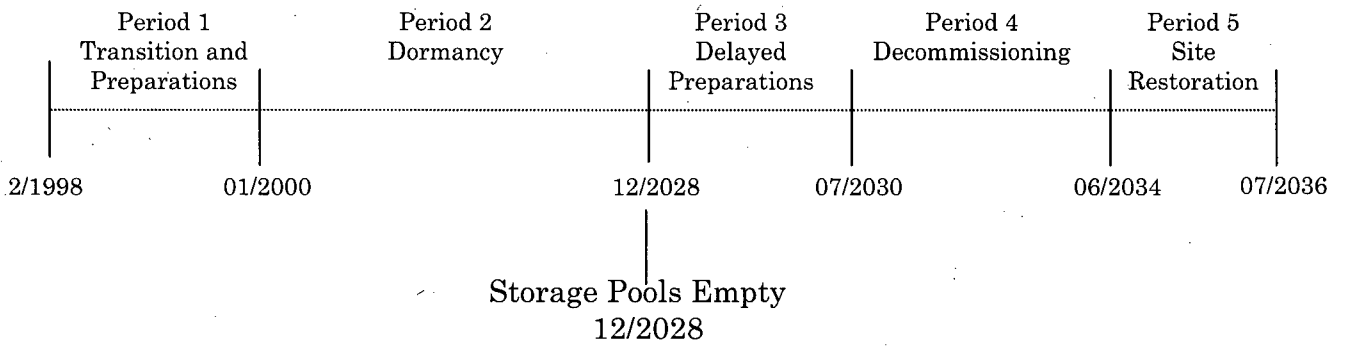 Period 1
Transition and
Preparations
Period 2
Dormancy
Period 3
Delayed
Preparations
Period 4
Decommissioning
Period 5
Site
Restoration
2/1998
01/2000
12/2028
07/2030
06/2034
07/2036
Storage Pools Empty
12/2028